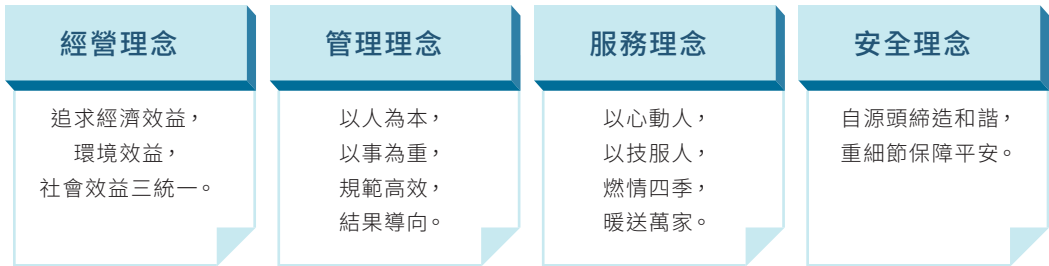 經營理念
追求經濟效益，
環境效益，
社會效益三統一。
管理理念
以人為本，
以事為重，
規範高效，
結果導向。
服務理念
以心動人，
以技服人，
燃情四季，
暖送萬家。
安全理念
自源頭締造和諧，
重細節保障平安。